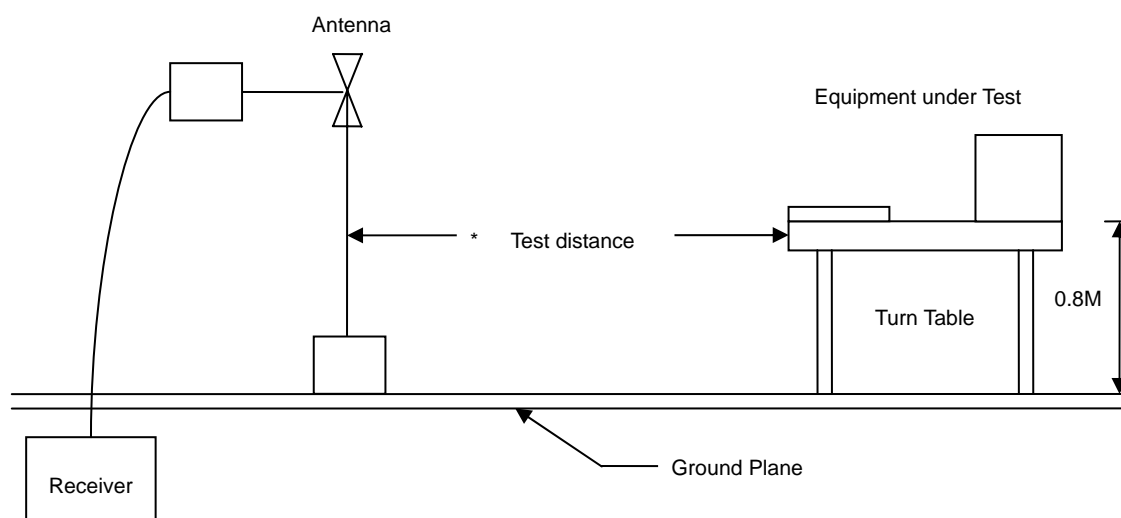 Antenna
Equipment under Test
* Test distance
0.8M
Turn Table
Ground Plane
Receiver